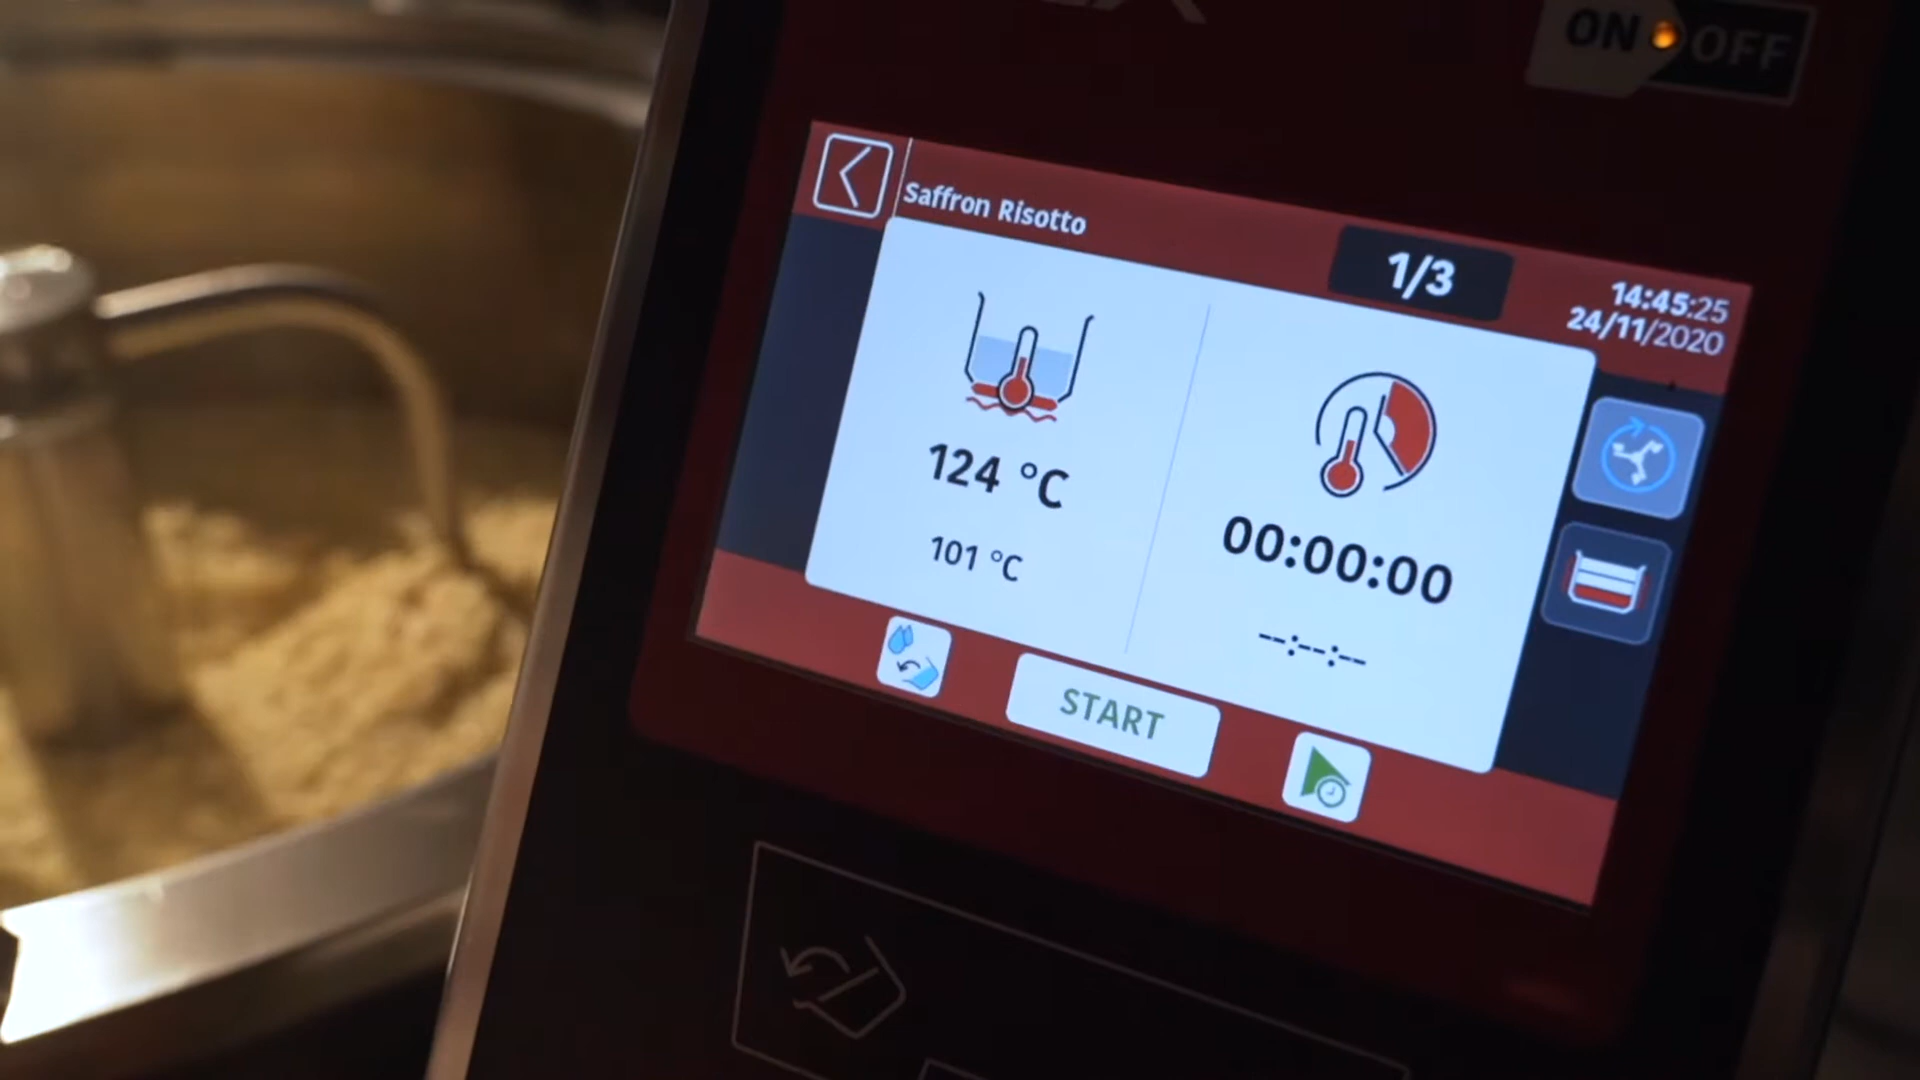 ON OFF
Saffron Risotto
1/3
14:45:25
24/11/2020
124 °C
101 °C
00:00:00
--:--:--
START